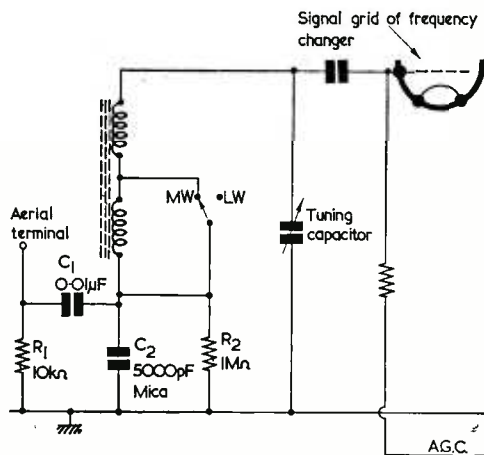 Signal grid of frequency
changer
MW
LW
Aerial
terminal
Tuning
capacitor
C1
0·01μF
R1
10kΩ
C2
5000pF
Mica
R2
1MΩ
A.G.C.